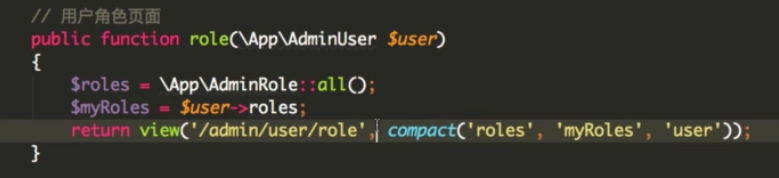 // 用户角色页面
public function role(\App\AdminUser $user)
{
$roles = \App\AdminRole::all();
$myRoles = $user->roles;
return view('/admin/user/role', compact('roles', 'myRoles', 'user'));
}